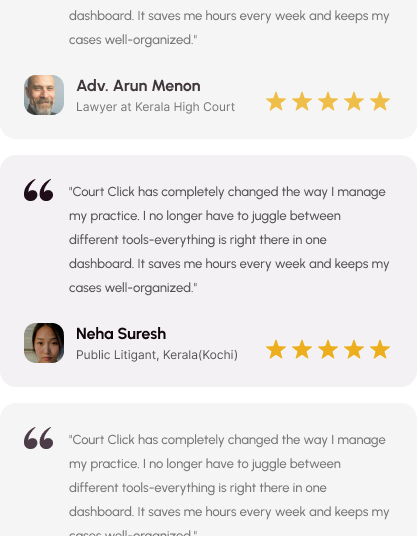 dashboard. It saves me hours every week and keeps my
cases well-organized."
Adv. Arun Menon
Lawyer at Kerala High Court
"Court Click has completely changed the way I manage
my practice. I no longer have to juggle between
different tools-everything is right there in one
dashboard. It saves me hours every week and keeps my
cases well-organized."
Neha Suresh
Public Litigant, Kerala(Kochi)
"Court Click has completely changed the way I manage
my practice. I no longer have to juggle between
different tools-everything is right there in one
dashboard. It saves me hours every week and keeps my
cases well-organized."